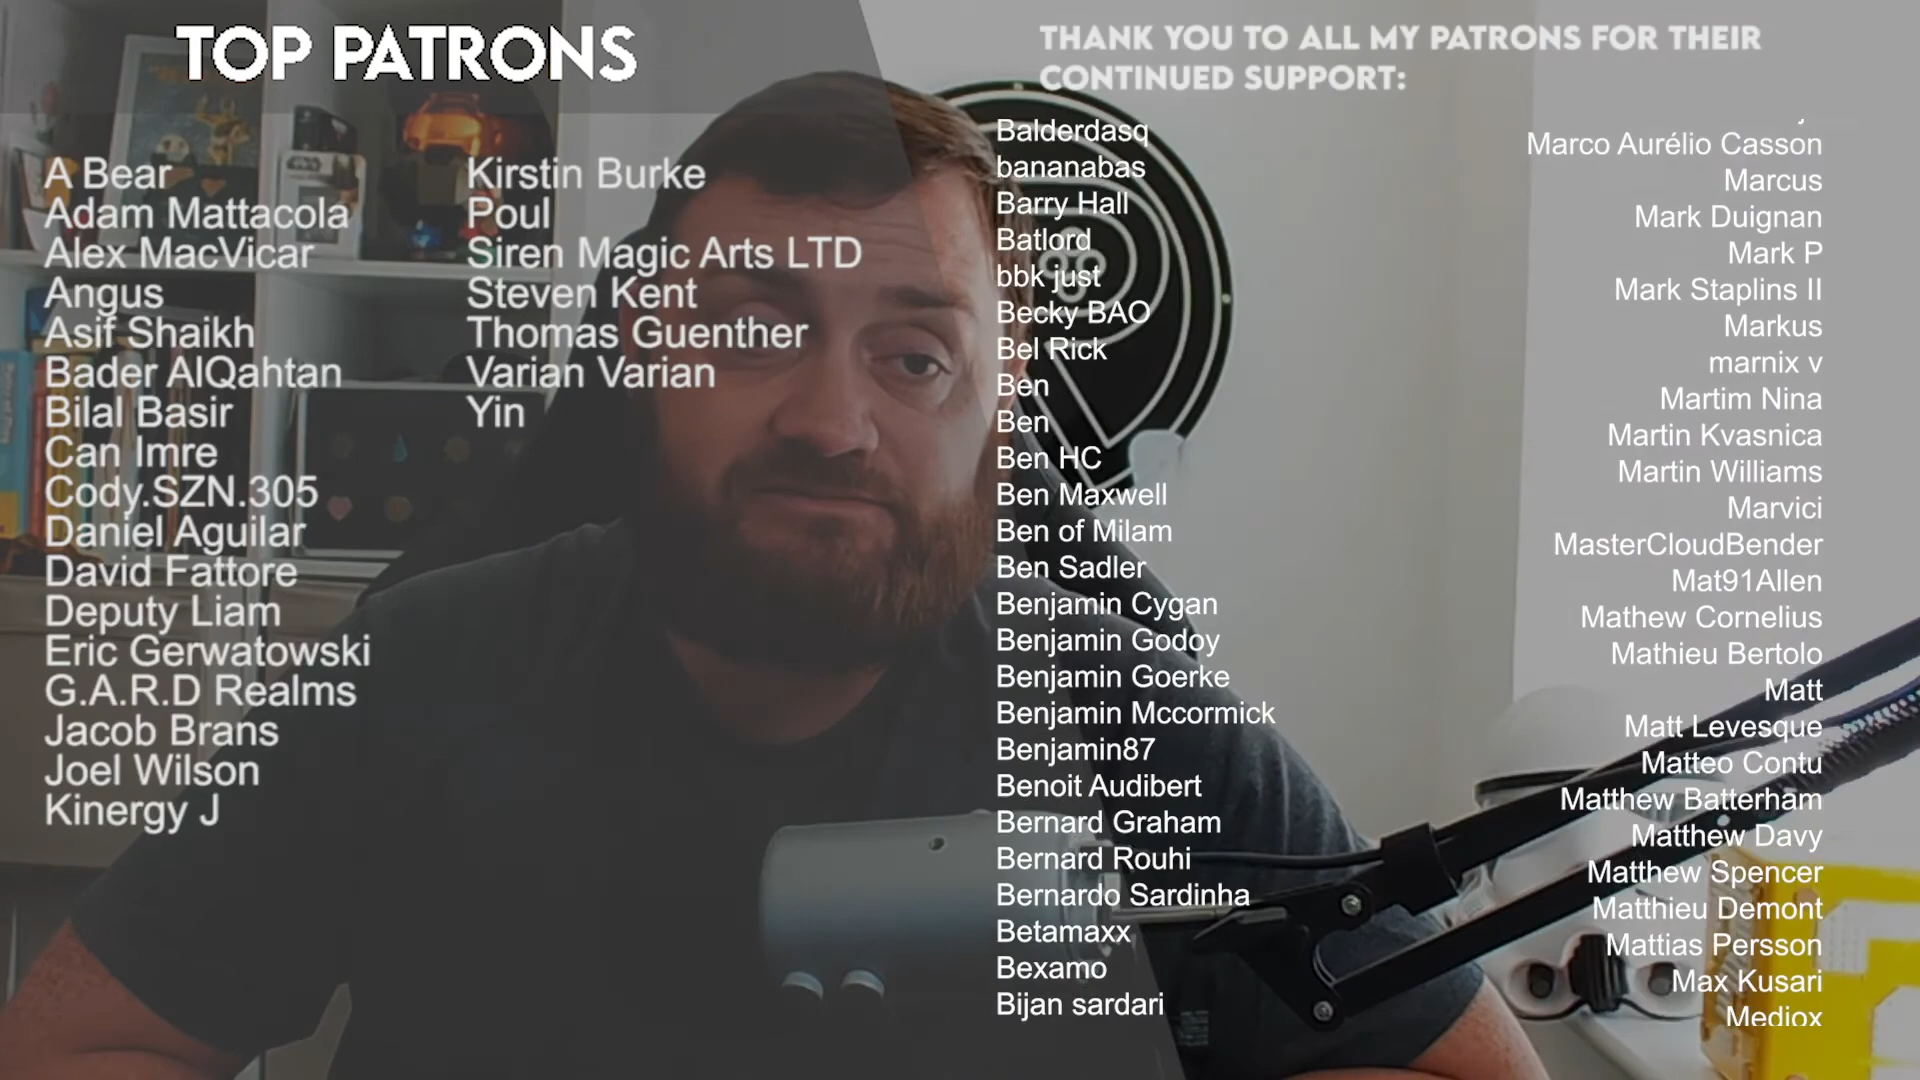 TOP PATRONS
A Bear
Adam Mattacola
Alex MacVicar
Angus
Asif Shaikh
Bader AlQahtan
Bilal Basir
Can Imre
Cody.SZN.305
Daniel Aguilar
David Fattore
Deputy Liam
Eric Gerwatowski
G.A.R.D Realms
Jacob Brans
Joel Wilson
Kinergy J
Kirstin Burke
Poul
Siren Magic Arts LTD
Steven Kent
Thomas Guenther
Varian Varian
Yin
THANK YOU TO ALL MY PATRONS FOR THEIR
CONTINUED SUPPORT:
Balderdasq
bananabas
Barry Hall
Batlord
bbk just
Becky BAO
Bel Rick
Ben
Ben
Ben HC
Ben Maxwell
Ben of Milam
Ben Sadler
Benjamin Cygan
Benjamin Godoy
Benjamin Goerke
Benjamin Mccormick
Benjamin87
Benoit Audibert
Bernard Graham
Bernard Rouhi
Bernardo Sardinha
Betamaxx
Bexamo
Bijan sardari
Marco Aurélio Casson
Marcus
Mark Duignan
Mark P
Mark Staplins II
Markus
marnix v
Martim Nina
Martin Kvasnica
Martin Williams
Marvici
MasterCloudBender
Mat91Allen
Mathew Cornelius
Mathieu Bertolo
Matt
Matt Levesque
Matteo Contu
Matthew Batterham
Matthew Davy
Matthew Spencer
Matthieu Demont
Mattias Persson
Max Kusari
Mediox